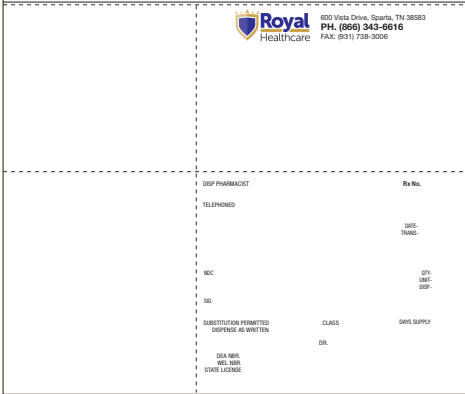 Royal
Healthcare
600 Vista Drive, Sparta, TN 38583
PH. (866) 343-6616
FAX: (931) 738-3006
DISP PHARMACIST Rx No.
TELEPHONED
DATE-
TRANS-
NDC QTY-
UNIT-
DISP-
SIG
SUBSTITUTION PERMITTED CLASS DAYS SUPPLY
DISPENSE AS WRITTEN
DR.
DEA NBR.
WEL NBR.
STATE LICENSE